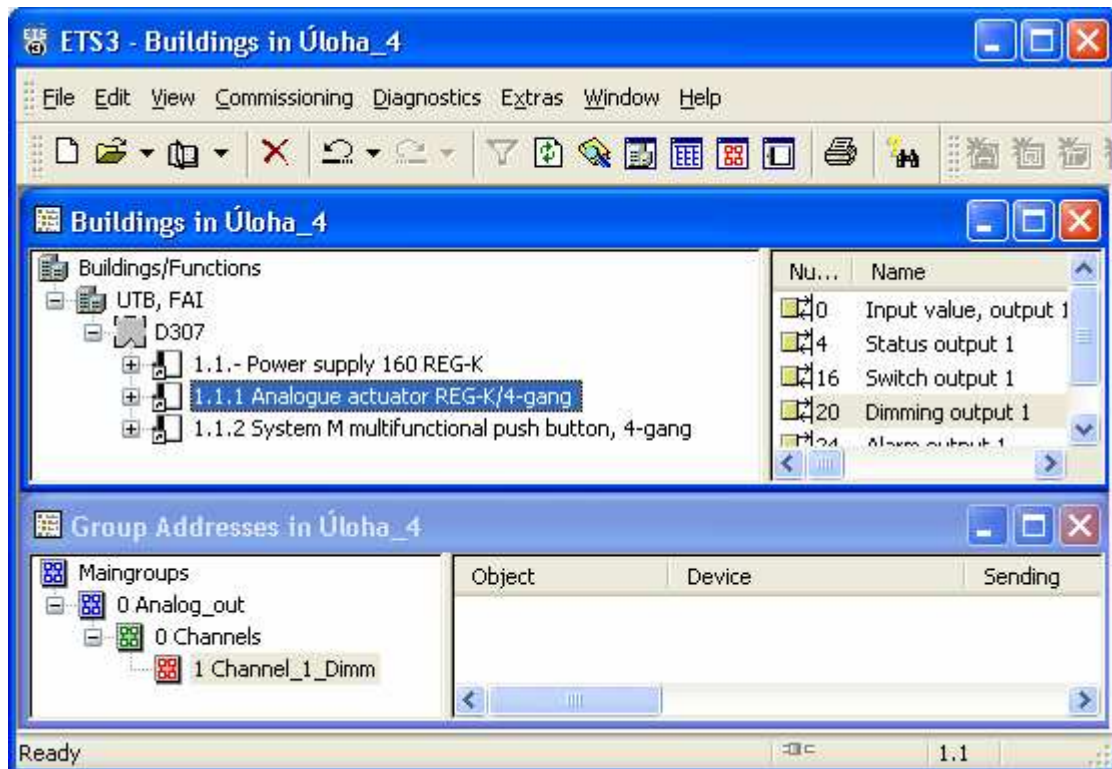 ETS3 - Buildings in Úloha_4
File Edit View Commissioning Diagnostics Extras Window Help
Buildings in Úloha_4
Buildings/Functions
UTB, FAI
D307
1.1.- Power supply 160 REG-K
1.1.1 Analogue actuator REG-K/4-gang
1.1.2 System M multifunctional push button, 4-gang
Nu... Name
0 Input value, output 1
4 Status output 1
16 Switch output 1
20 Dimming output 1
24 Alarm output 1
Group Addresses in Úloha_4
Maingroups
0 Analog_out
0 Channels
1 Channel_1_Dimm
Object Device Sending
Ready 1.1